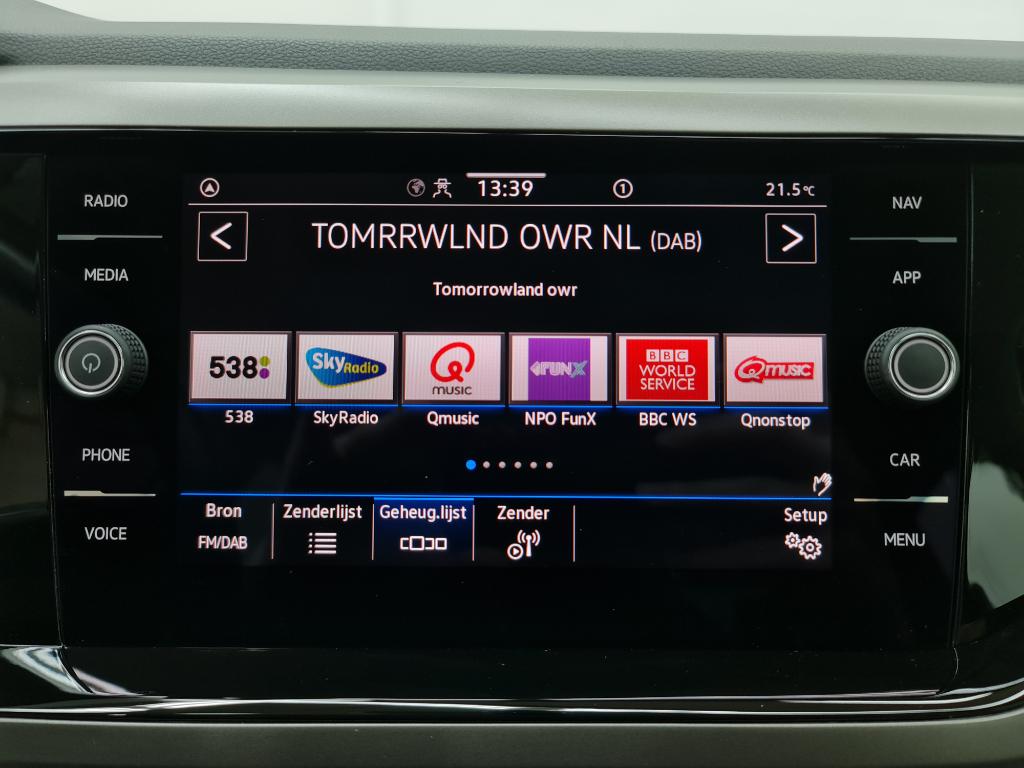 RADIO
MEDIA
PHONE
VOICE
13:39
1
21.5°C
< TOMRRWLND OWR NL (DAB) >
Tomorrowland owr
538
Sky Radio
Q MUSIC
FUNX
BBC
WORLD
SERVICE
Q MUSIC
538 SkyRadio Qmusic NPO FunX BBC WS Qnonstop
Bron Zenderlijst Geheug.lijst Zender Setup
FM/DAB
NAV
APP
CAR
MENU